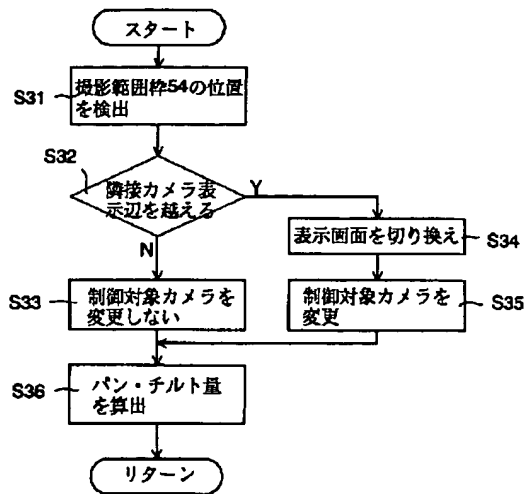 スタート
S31
撮影範囲枠54の位置
を検出
S32
隣接カメラ表
示辺を越える
Y
N
表示画面を切り換え
S34
S33
制御対象カメラを
変更しない
制御対象カメラを
変更
S35
S36
パン・チルト量
を算出
リターン